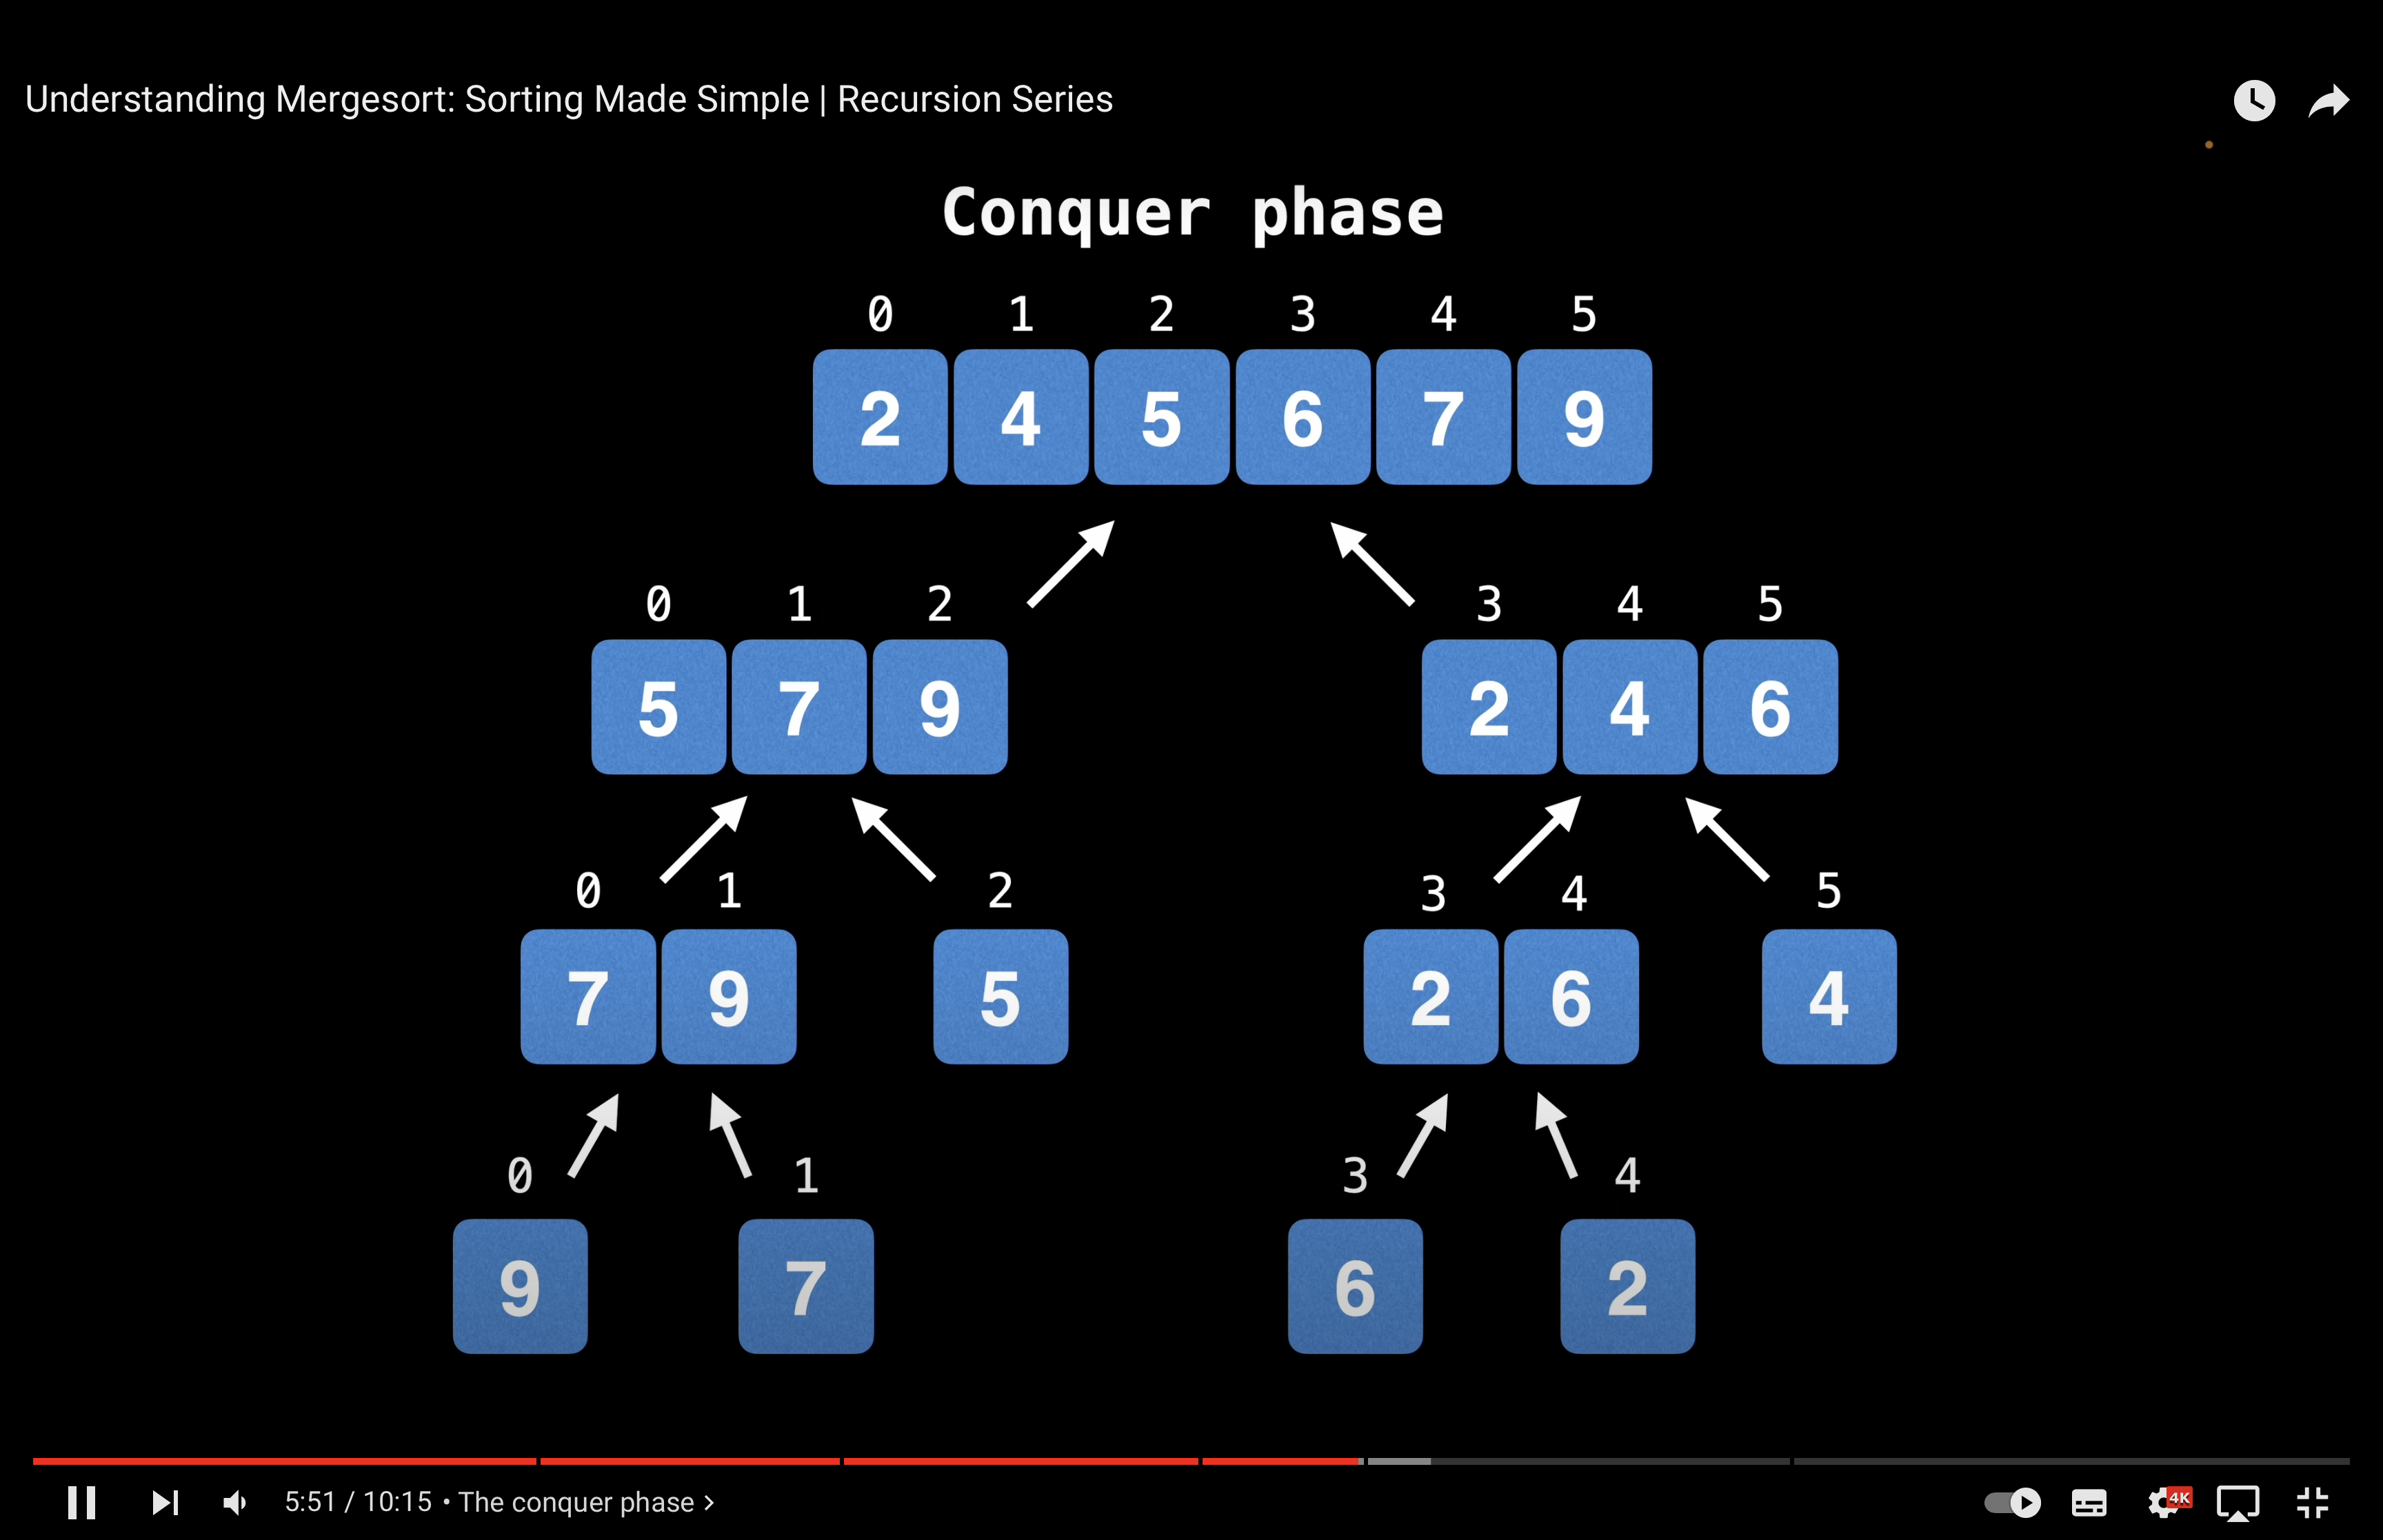 Understanding Mergesort: Sorting Made Simple | Recursion Series
Conquer phase
0 1 2 3 4 5
2 4 5 6 7 9
0 1 2 3 4 5
5 7 9 2 4 6
0 1 2 3 4 5
7 9 5 2 6 4
0 1 3 4
9 7 6 2
5:51 / 10:15 • The conquer phase >
4K